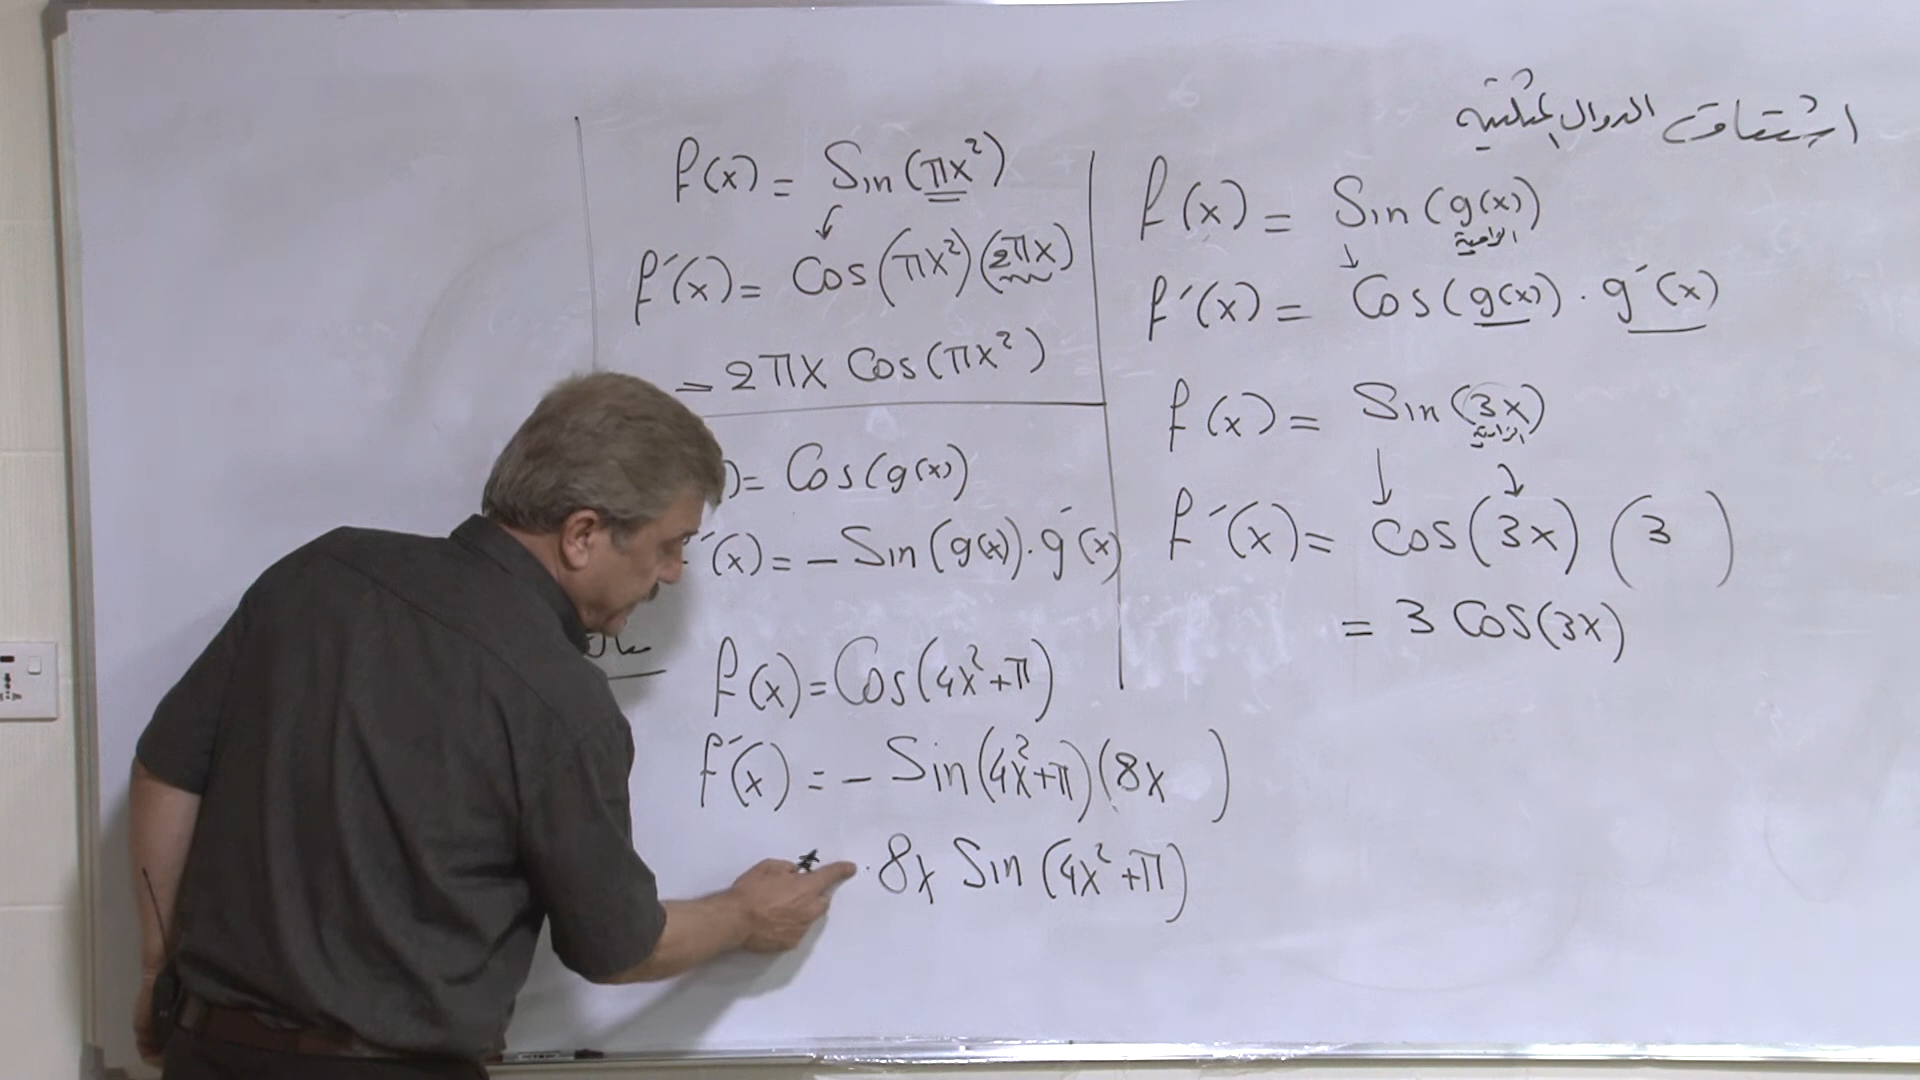 اشتقاق الدوال المثلثية
f(x) = Sin(g(x))
الزاوية
f′(x) = Cos(g(x)) · g′(x)
f(x) = Sin(3x)
الزاوية
f′(x) = Cos(3x) (3 )
= 3 Cos(3x)
f(x) = Sin(πx²)
f′(x) = Cos(πx²)(2πx)
= 2πx Cos(πx²)
) = Cos(g(x))
′(x) = − Sin(g(x)) · g′(x)
f(x) = Cos(4x²+π)
f′(x) = − Sin(4x²+π)(8x )
8x Sin(4x²+π)